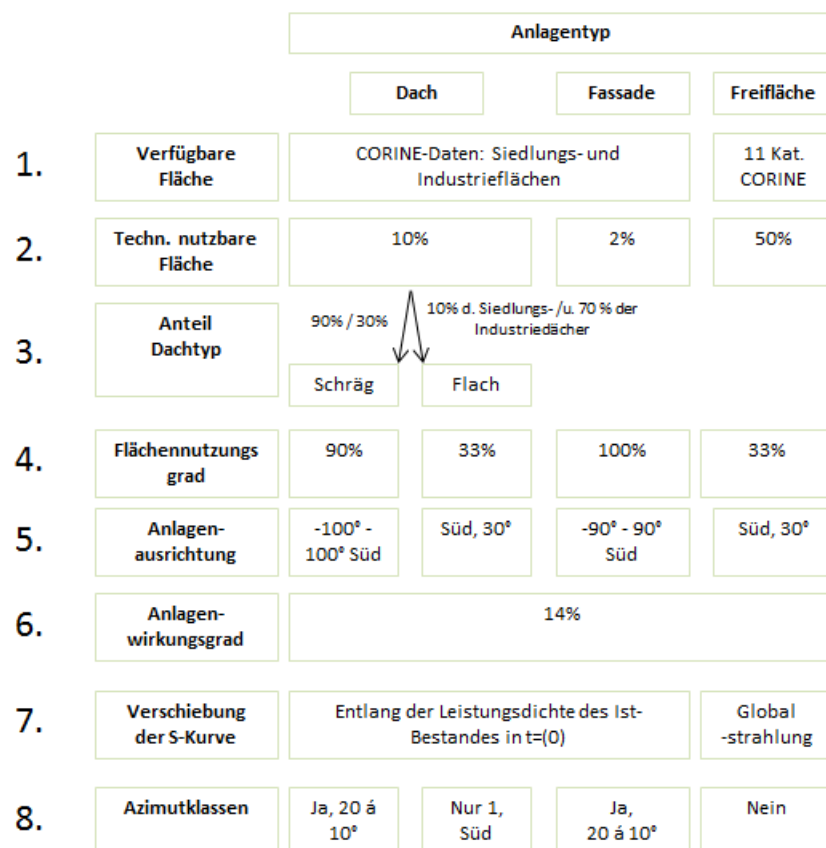 Anlagentyp
Dach
Fassade
Freifläche
1.
Verfügbare
Fläche
CORINE-Daten: Siedlungs- und
Industrieflächen
11 Kat.
CORINE
2.
Techn. nutzbare
Fläche
10%
2%
50%
3.
Anteil
Dachtyp
90% / 30%
10% d. Siedlungs- /u. 70 % der
Industriedächer
Schräg
Flach
4.
Flächennutzungs
grad
90%
33%
100%
33%
5.
Anlagen-
ausrichtung
-100° -
100° Süd
Süd, 30°
-90° - 90°
Süd
Süd, 30°
6.
Anlagen-
wirkungsgrad
14%
7.
Verschiebung
der S-Kurve
Entlang der Leistungsdichte des Ist-
Bestandes in t=(0)
Global
-strahlung
8.
Azimutklassen
Ja, 20 á
10°
Nur 1,
Süd
Ja,
20 á 10°
Nein